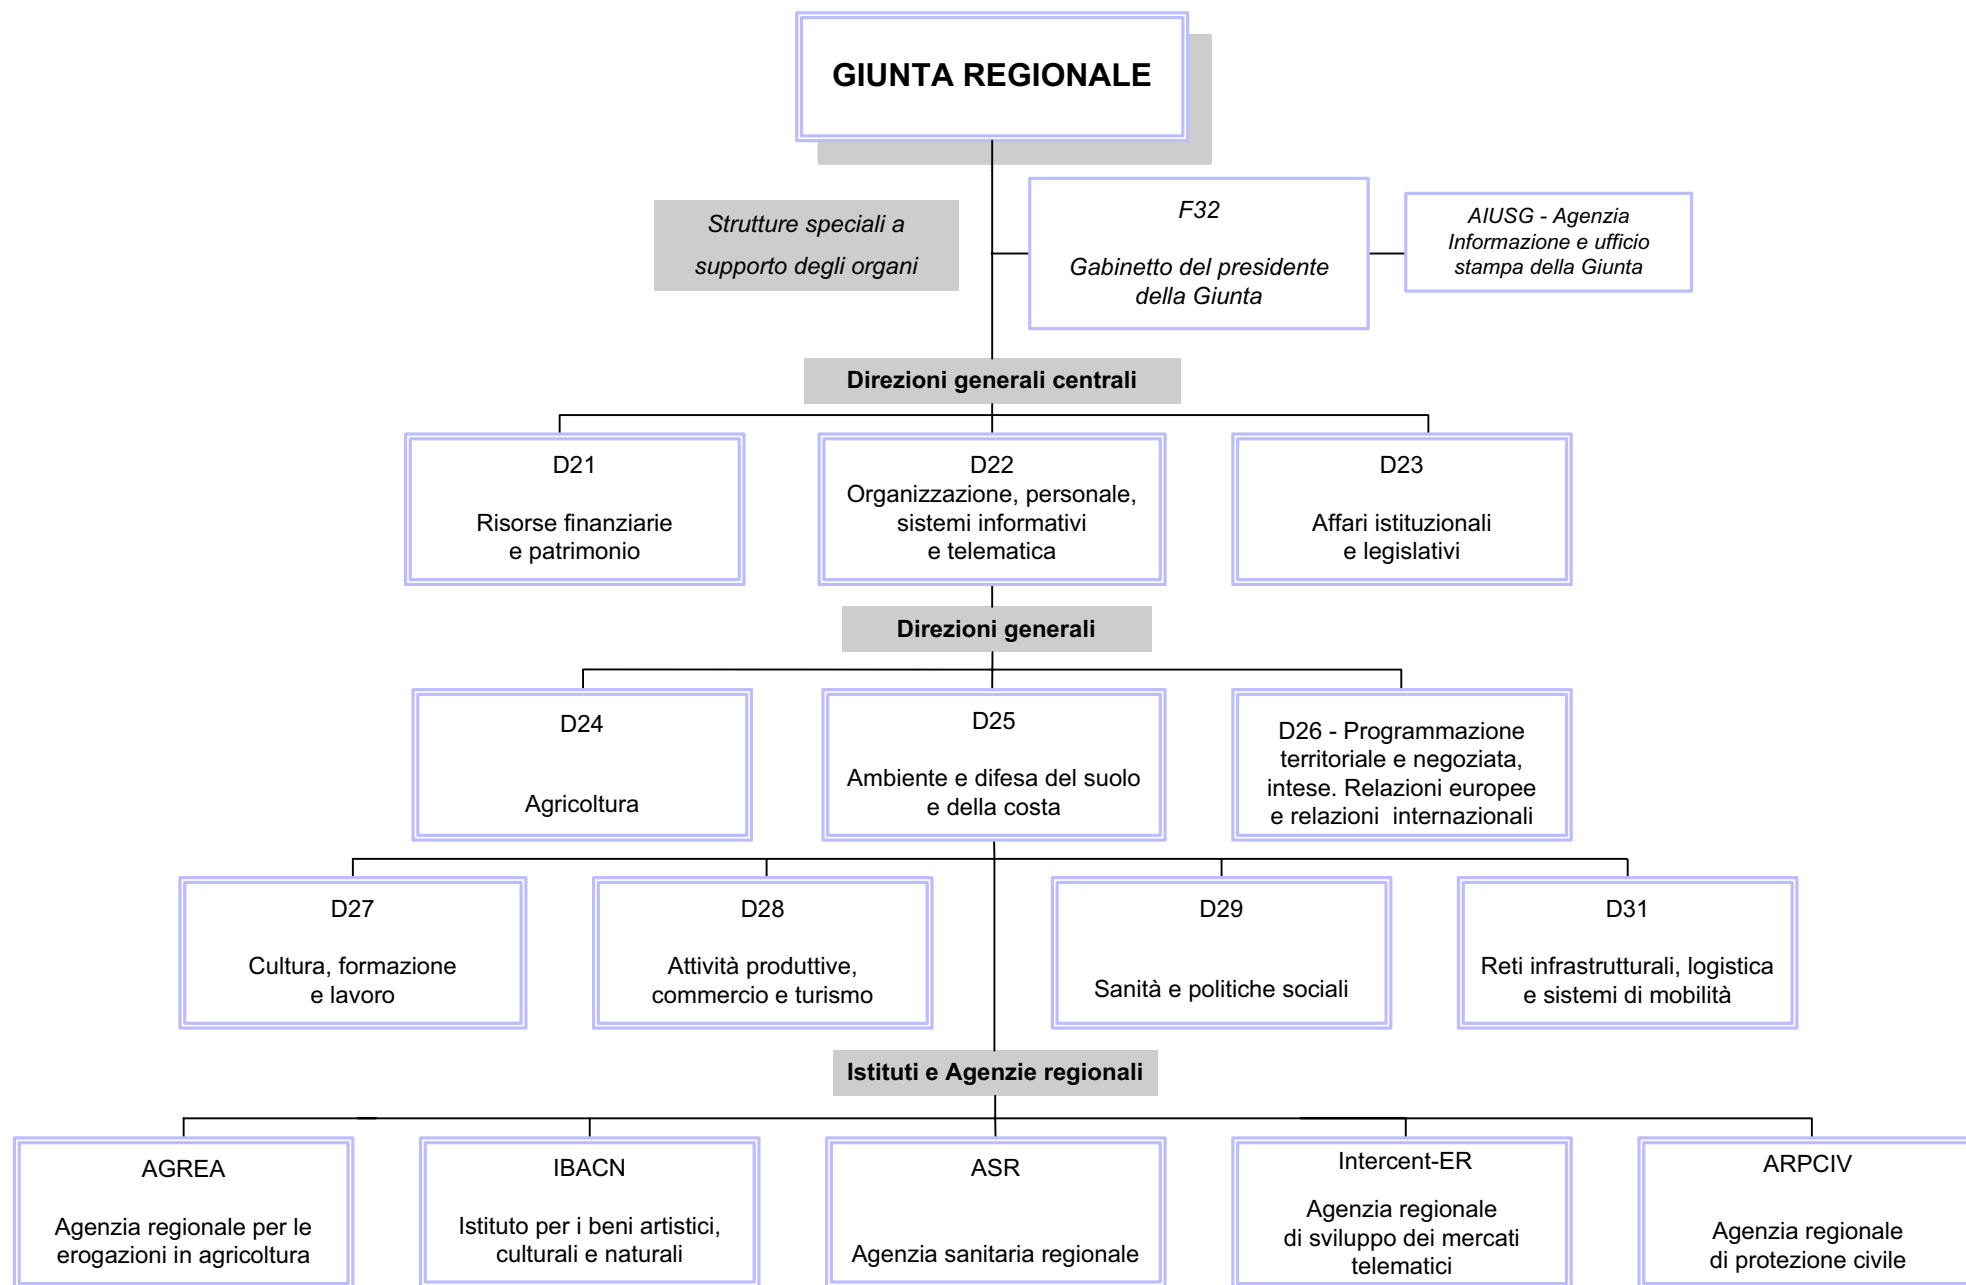 GIUNTA REGIONALE
Strutture speciali a
supporto degli organi
F32
Gabinetto del presidente
della Giunta
AIUSG - Agenzia
Informazione e ufficio
stampa della Giunta
Direzioni generali centrali
D21
Risorse finanziarie
e patrimonio
D22
Organizzazione, personale,
sistemi informativi
e telematica
D23
Affari istituzionali
e legislativi
Direzioni generali
D24
Agricoltura
D25
Ambiente e difesa del suolo
e della costa
D26 - Programmazione
territoriale e negoziata,
intese. Relazioni europee
e relazioni internazionali
D27
Cultura, formazione
e lavoro
D28
Attività produttive,
commercio e turismo
D29
Sanità e politiche sociali
D31
Reti infrastrutturali, logistica
e sistemi di mobilità
Istituti e Agenzie regionali
AGREA
Agenzia regionale per le
erogazioni in agricoltura
IBACN
Istituto per i beni artistici,
culturali e naturali
ASR
Agenzia sanitaria regionale
Intercent-ER
Agenzia regionale
di sviluppo dei mercati
telematici
ARPCIV
Agenzia regionale
di protezione civile